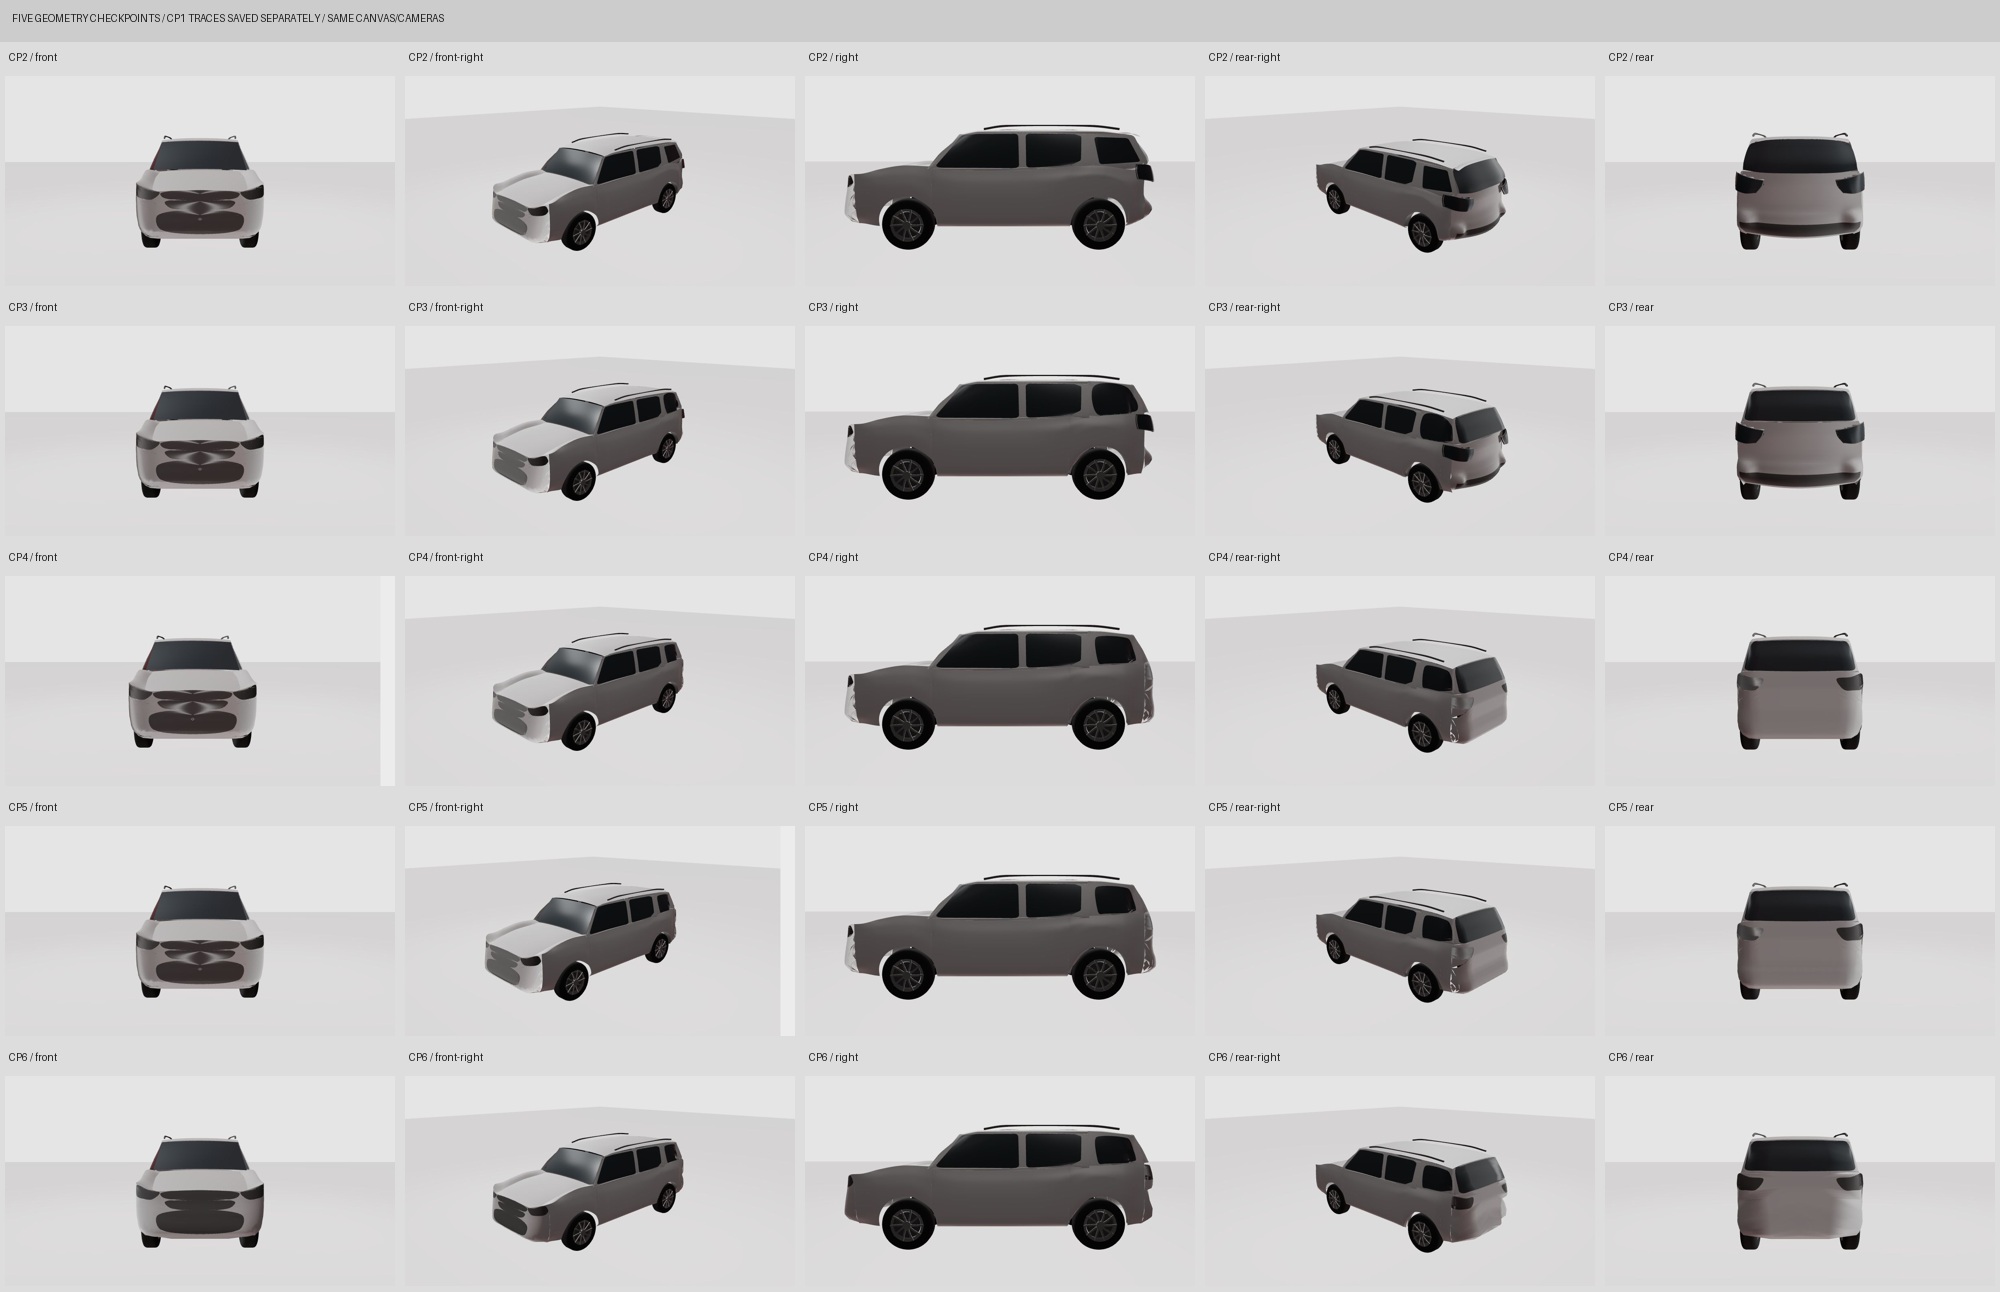 FIVE GEOMETRY CHECKPOINTS / CP1 TRACES SAVED SEPARATELY / SAME CANVAS/CAMERAS
CP2 / front
CP2 / front-right
CP2 / right
CP2 / rear-right
CP2 / rear
CP3 / front
CP3 / front-right
CP3 / right
CP3 / rear-right
CP3 / rear
CP4 / front
CP4 / front-right
CP4 / right
CP4 / rear-right
CP4 / rear
CP5 / front
CP5 / front-right
CP5 / right
CP5 / rear-right
CP5 / rear
CP6 / front
CP6 / front-right
CP6 / right
CP6 / rear-right
CP6 / rear